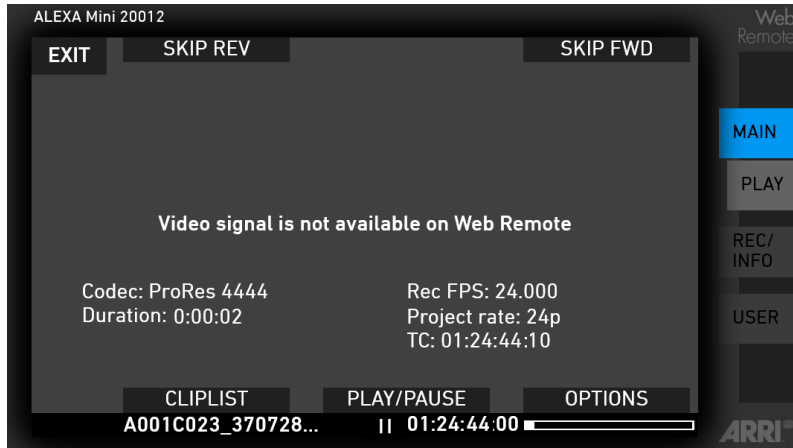 ALEXA Mini 20012
Web
Remote
EXIT
SKIP REV
SKIP FWD
MAIN
PLAY
Video signal is not available on Web Remote
REC/
INFO
Codec: ProRes 4444
Rec FPS: 24.000
Duration: 0:00:02
Project rate: 24p
USER
TC: 01:24:44:10
CLIPLIST
PLAY/PAUSE
OPTIONS
A001C023_370728...
01:24:44:00
ARRI